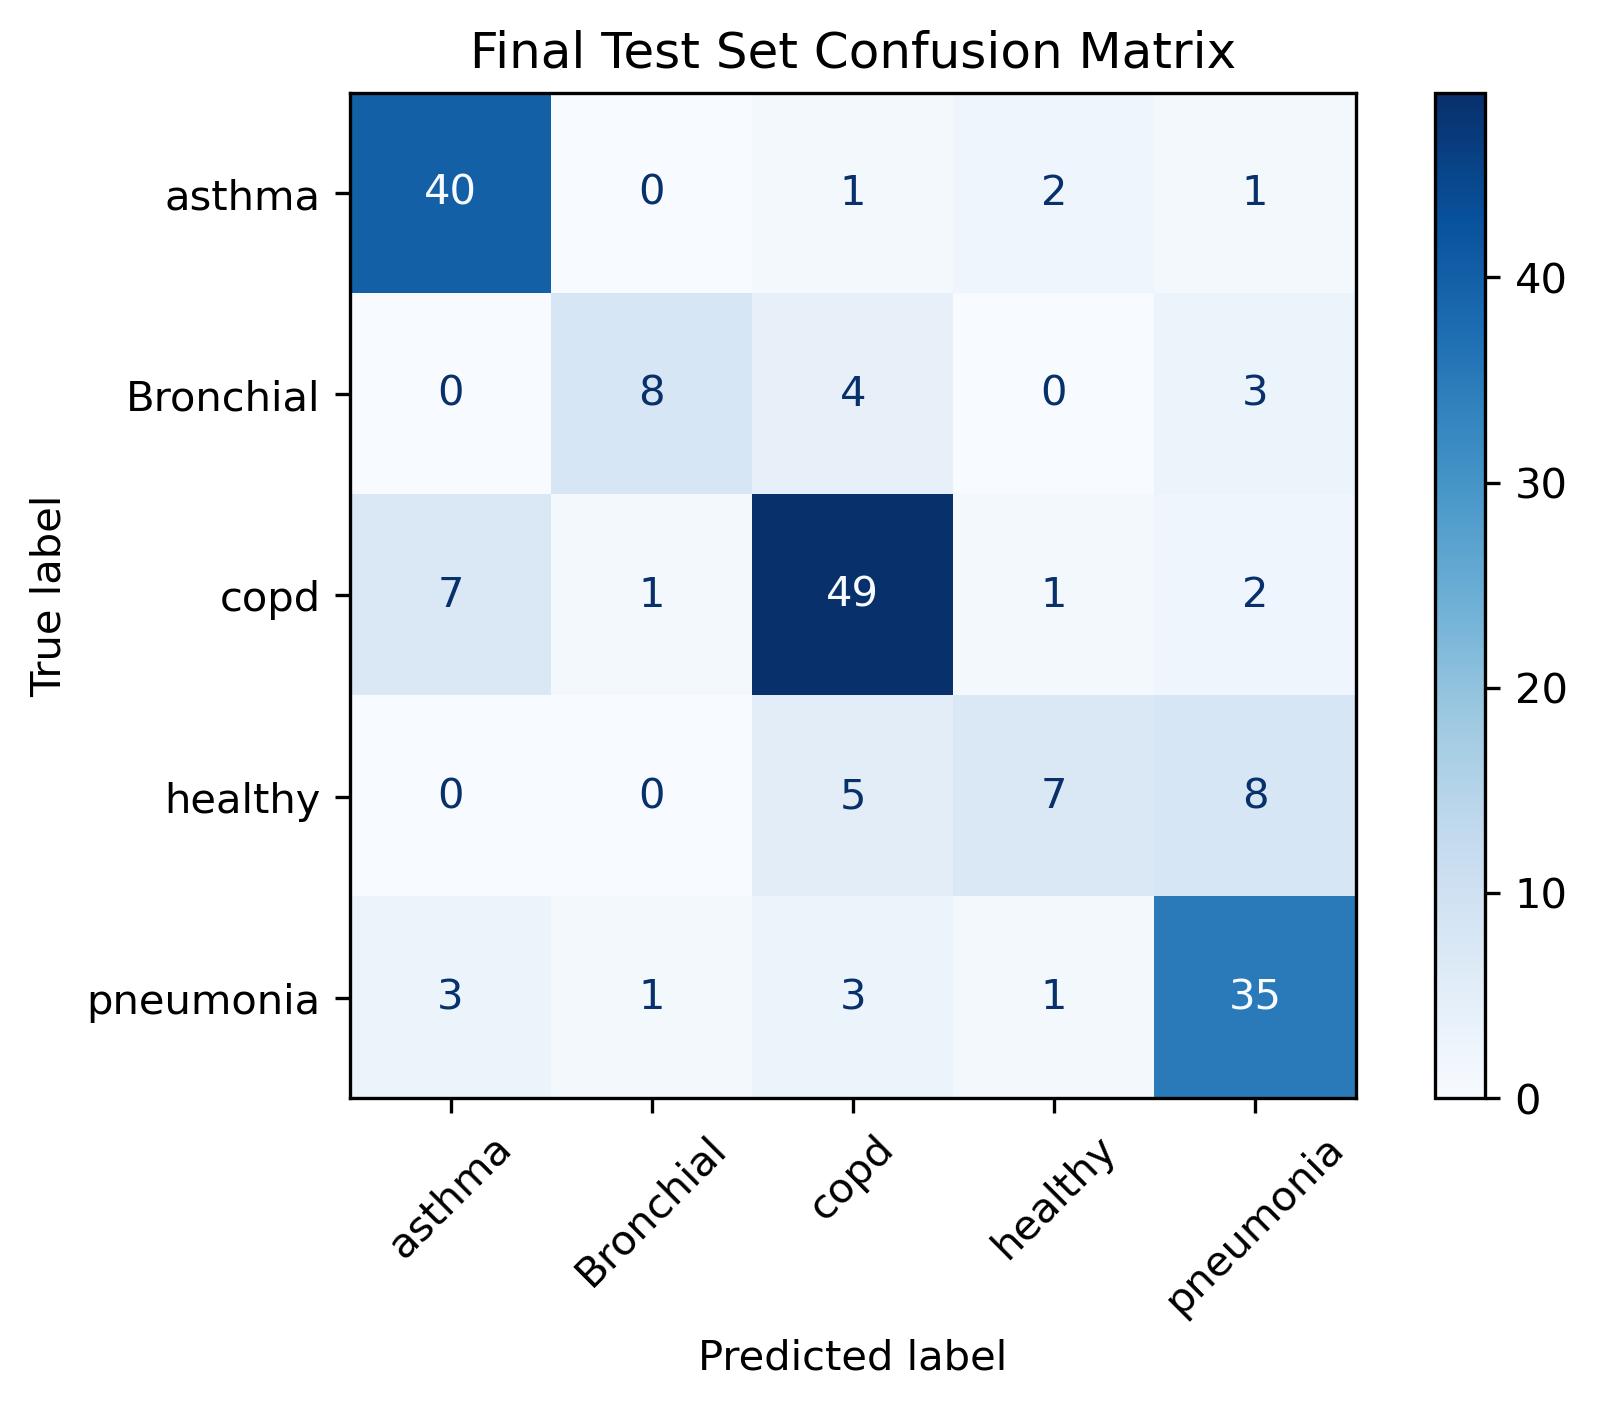 Final Test Set Confusion Matrix
asthma 40 0 1 2 1
Bronchial 0 8 4 0 3
copd 7 1 49 1 2
healthy 0 0 5 7 8
pneumonia 3 1 3 1 35
True label
asthma Bronchial copd healthy pneumonia
Predicted label
40
30
20
10
0